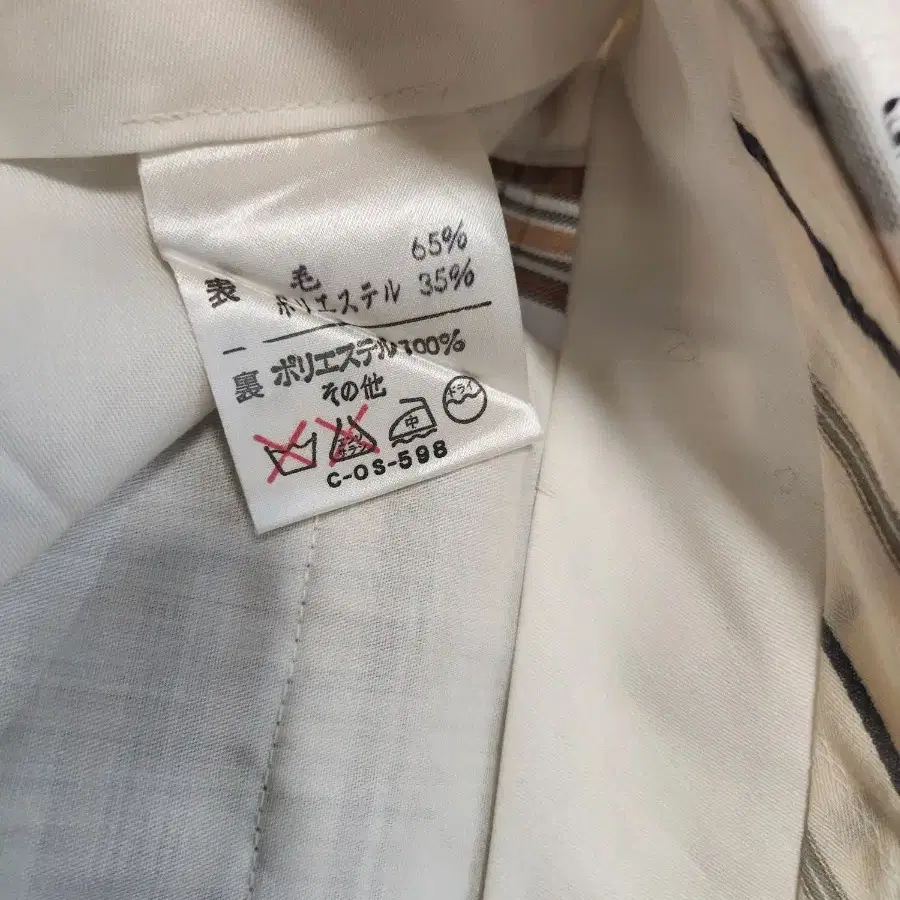 表 毛 65%
ポリエステル 35%
裏 ポリエステル 100%
その他
中 ドライ
C-OS-598